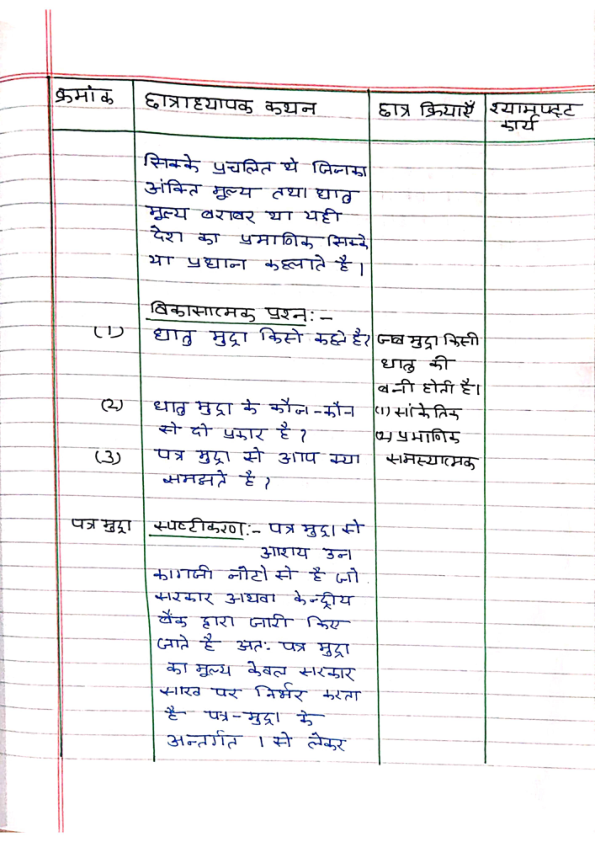 क्रमांक छात्राध्यापक कथन छात्र क्रियाएँ श्यामपट्ट
कार्य
सिक्के प्रचलित थे जिनका
अंकित मूल्य तथा धातु
मूल्य बराबर था यही
देश का प्रमाणिक सिक्के
या प्रधान कहलाते है।
विकासात्मक प्रश्न:-
(1) धातु मुद्रा किसे कहते है? जब मुद्रा किसी
धातु की
बनी होती है।
(2) धातु मुद्रा के कौन-कौन (1) सांकेतिक
से दो प्रकार है? (2) प्रमाणिक
(3) पत्र मुद्रा से आप क्या समस्यात्मक
समझते है?
पत्र मुद्रा स्पष्टीकरण:- पत्र मुद्रा से
आशय उन
कागजी नोटो से है जो
सरकार अथवा केन्द्रीय
बैंक द्वारा जारी किए
जाते है अतः पत्र मुद्रा
का मूल्य केवल सरकार
साख पर निर्भर करता
है पत्र-मुद्रा के
अन्तर्गत 1 से लेकर